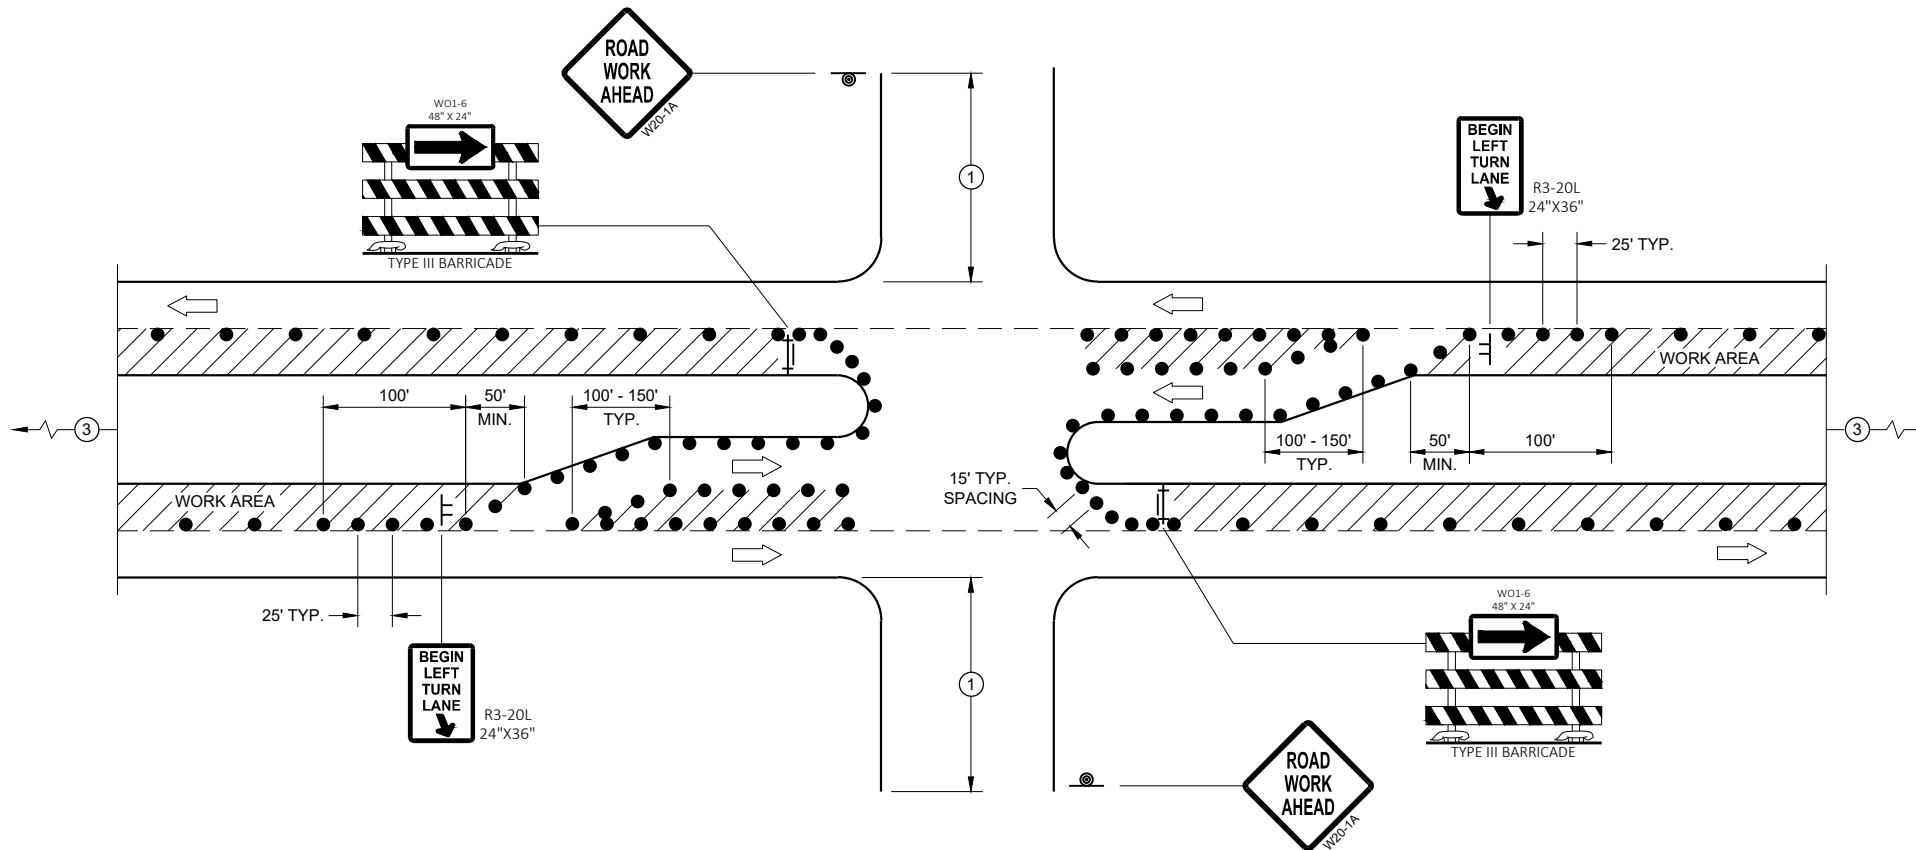 ROAD
WORK
AHEAD
W20-1A
WO1-6
48" X 24"
TYPE III BARRICADE
1
BEGIN
LEFT
TURN
LANE
R3-20L
24"X36"
25' TYP.
WORK AREA
100'
50'
MIN.
100' - 150'
TYP.
3
100' - 150'
TYP.
50'
MIN.
100'
3
WORK AREA
15' TYP.
SPACING
25' TYP.
BEGIN
LEFT
TURN
LANE
R3-20L
24"X36"
1
WO1-6
48" X 24"
TYPE III BARRICADE
ROAD
WORK
AHEAD
W20-1A